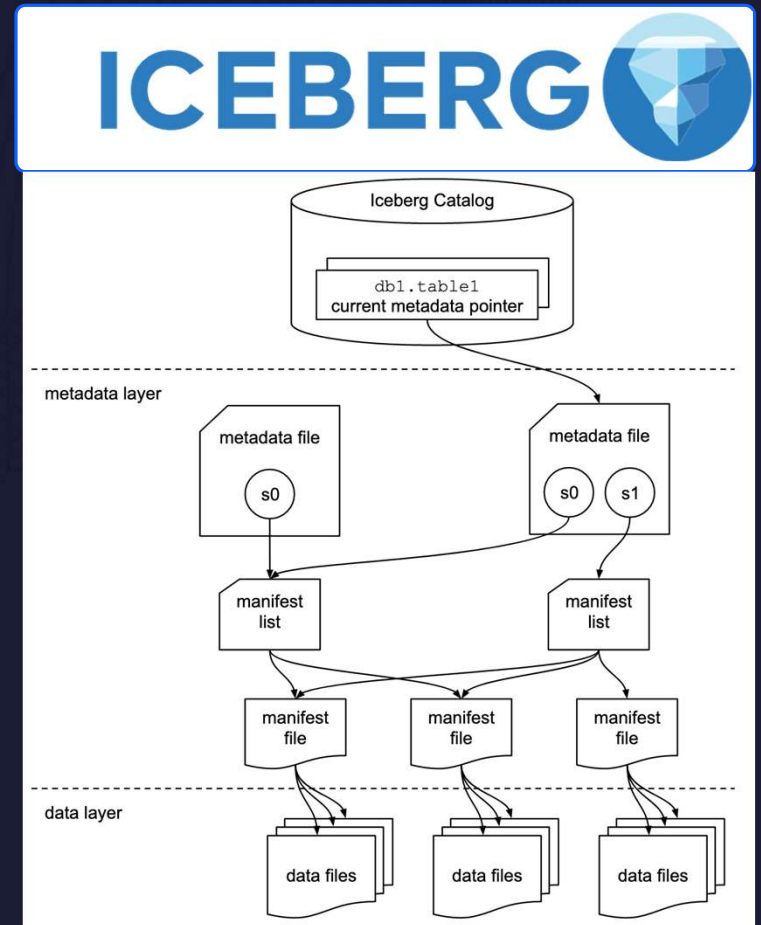 ICEBERG
Iceberg Catalog
db1.table1
current metadata pointer
metadata layer
metadata file
s0
metadata file
s0 s1
manifest
list
manifest
list
manifest
file
manifest
file
manifest
file
data layer
data files
data files
data files